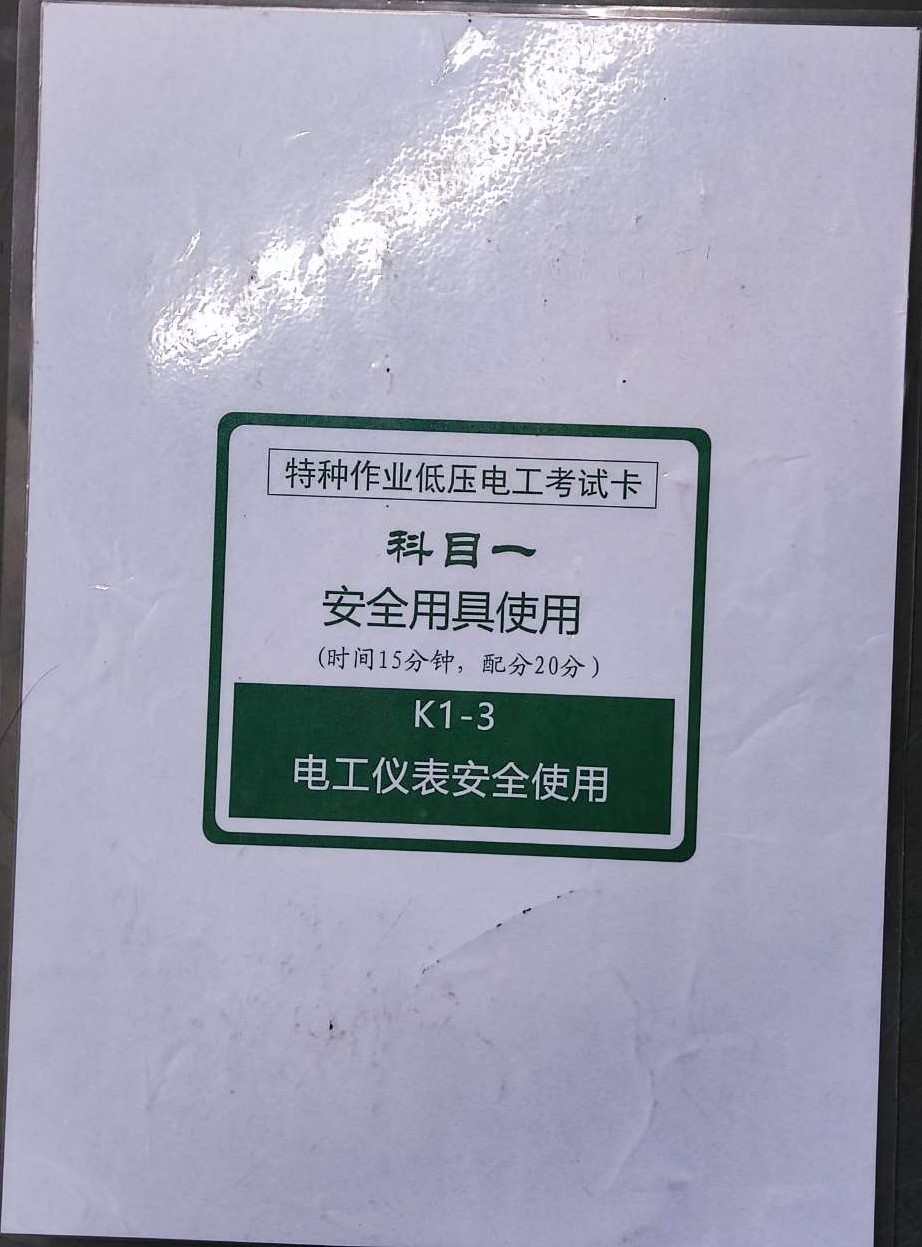 特种作业低压电工考试卡
科目一
安全用具使用
(时间15分钟，配分20分)
K1-3
电工仪表安全使用